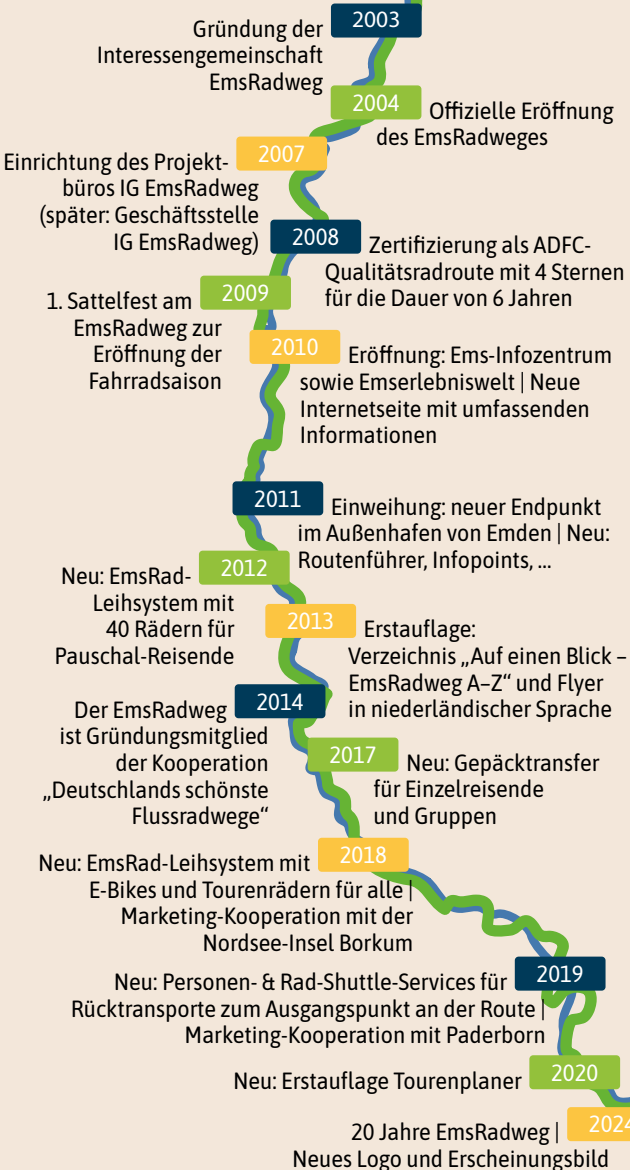 2003
Gründung der
Interessengemeinschaft
EmsRadweg
2004
Offizielle Eröffnung
des EmsRadweges
2007
Einrichtung des Projekt-
büros IG EmsRadweg
(später: Geschäftsstelle
IG EmsRadweg)
2008
Zertifizierung als ADFC-
Qualitätsradroute mit 4 Sternen
für die Dauer von 6 Jahren
2009
1. Sattelfest am
EmsRadweg zur
Eröffnung der
Fahrradsaison
2010
Eröffnung: Ems-Infozentrum
sowie Emserlebniswelt | Neue
Internetseite mit umfassenden
Informationen
2011
Einweihung: neuer Endpunkt
im Außenhafen von Emden | Neu:
Routenführer, Infopoints, ...
2012
Neu: EmsRad-
Leihsystem mit
40 Rädern für
Pauschal-Reisende
2013
Erstauflage:
Verzeichnis „Auf einen Blick –
EmsRadweg A–Z“ und Flyer
in niederländischer Sprache
2014
Der EmsRadweg
ist Gründungsmitglied
der Kooperation
„Deutschlands schönste
Flussradwege“
2017
Neu: Gepäcktransfer
für Einzelreisende
und Gruppen
2018
Neu: EmsRad-Leihsystem mit
E-Bikes und Tourenrädern für alle |
Marketing-Kooperation mit der
Nordsee-Insel Borkum
2019
Neu: Personen- & Rad-Shuttle-Services für
Rücktransporte zum Ausgangspunkt an der Route |
Marketing-Kooperation mit Paderborn
2020
Neu: Erstauflage Tourenplaner
2024
20 Jahre EmsRadweg |
Neues Logo und Erscheinungsbild